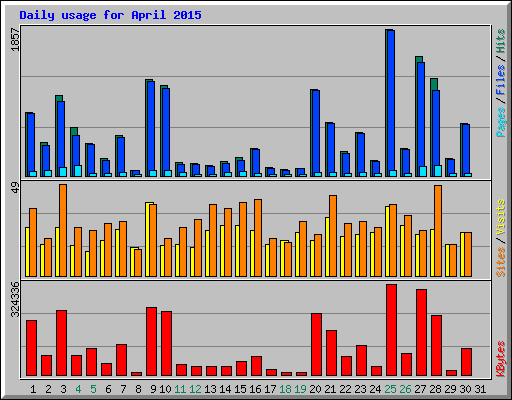 Daily usage for April 2015
1857
Pages / Files / Hits
49
Sites / Visits
324336
KBytes
1 2 3 4 5 6 7 8 9 10 11 12 13 14 15 16 17 18 19 20 21 22 23 24 25 26 27 28 29 30 31